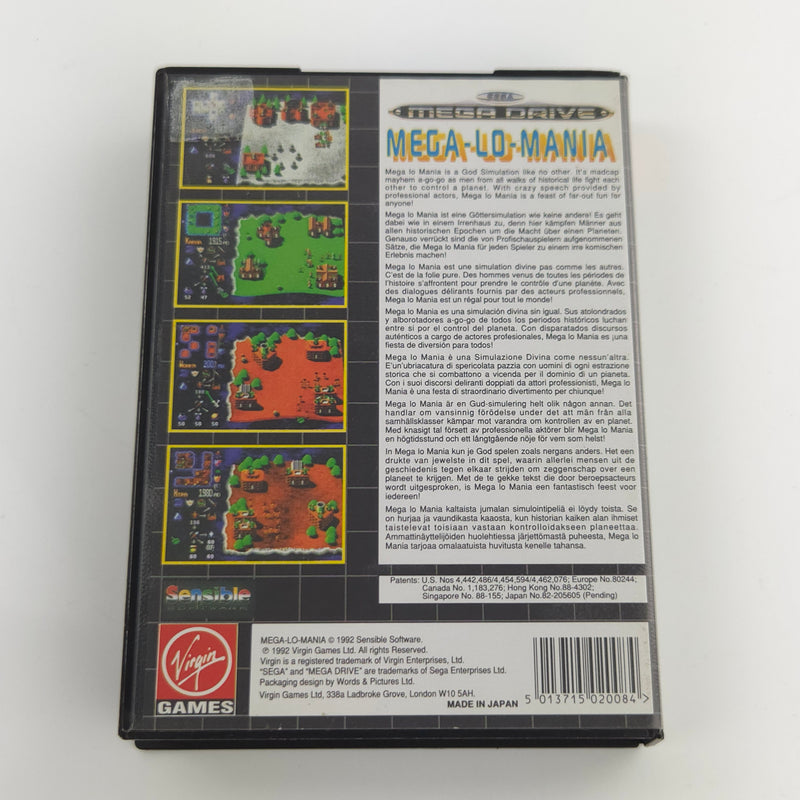 SEGA
MEGA DRIVE
MEGA-LO-MANIA
Mega lo Mania is a God Simulation like no other. It's madcap
mayhem a-go-go as men from all walks of historical life fight each
other to control a planet. With crazy speech provided by
professional actors, Mega lo Mania is a feast of far-out fun for
anyone!
Mega lo Mania ist eine Göttersimulation wie keine andere! Es geht
dabei wie in einem Irrenhaus zu, denn hier kämpfen Männer aus
allen historischen Epochen um die Macht über einen Planeten.
Genauso verrückt sind die von Profischauspielern aufgenommenen
Sätze, die Mega lo Mania für jeden Spieler zu einem irre komischen
Erlebnis machen!
Mega lo Mania est une simulation divine pas comme les autres.
C'est de la folie pure. Des hommes venus de toutes les périodes de
l'histoire s'affrontent pour prendre le contrôle d'une planète. Avec
des dialogues délirants fournis par des acteurs professionnels,
Mega lo Mania est un régal pour tout le monde!
Mega lo Mania es una simulación divina sin igual. Sus atolondrados
y alborotadores a-go-go de todos los periodos históricos luchan
entre si por el control del planeta. Con disparatados discursos
auténticos a cargo de actores profesionales, Mega lo Mania es ¡una
fiesta de diversión para todos!
Mega lo Mania è una Simulazione Divina come nessun'altra.
E'un'ubriacatura di spericolata pazzia con uomini di ogni estrazione
storica che si combattono a vicenda per il dominio di un pianeta.
Con i suoi discorsi deliranti doppiati da attori professionisti, Mega lo
Mania è una festa di straordinario divertimento per chiunque!
Mega lo Mania är en Gud-simulering helt olik någon annan. Det
handlar om vansinnig förödelse under det att män från alla
samhällsklasser kämpar mot varandra om kontrollen av en planet.
Med knasigt tal försett av professionella aktörer blir Mega lo Mania
en högtidsstund och ett långtgående nöje för vem som helst!
In Mega lo Mania kun je God spelen zoals nergens anders. Het een
drukte van jewelste in dit spel, waarin allerlei mensen uit de
geschiedenis tegen elkaar strijden om zeggenschap over een
planeet te krijgen. Met de te gekke tekst die door beroepsacteurs
wordt uitgesproken, is Mega lo Mania een fantastisch feest voor
iedereen!
Mega lo Mania kaltaista jumalan simulointipeliä ei löydy toista. Se
on hurjaa ja vaundikasta kaaosta, kun historian kaiken alan ihmiset
taistelevat toisiaan vastaan kontrolloidakseen planeettaa.
Ammattinäyttelijöiden huolehtiessa järjettömästä puheesta, Mega lo
Mania tarjoaa omalaatuista huvitusta kenelle tahansa.
Patents: U.S. Nos 4,442,486/4,454,594/4,462,076; Europe No.80244;
Canada No. 1,183,276; Hong Kong No.88-4302;
Singapore No. 88-155; Japan No.62-205605 (Pending)
1915 AD
52 47
2001 AD
50 50 50
1980 AD
60 60
Sensible
SOFTWARE
Virgin
GAMES
MEGA-LO-MANIA © 1992 Sensible Software.
℗ 1992 Virgin Games Ltd. All rights Reserved.
Virgin is a registered trademark of Virgin Enterprises, Ltd.
"SEGA" and "MEGA DRIVE" are trademarks of Sega Enterprises Ltd.
Packaging design by Words & Pictures Ltd.
Virgin Games Ltd, 338a Ladbroke Grove, London W10 5AH.
MADE IN JAPAN
5 013715 020084 >